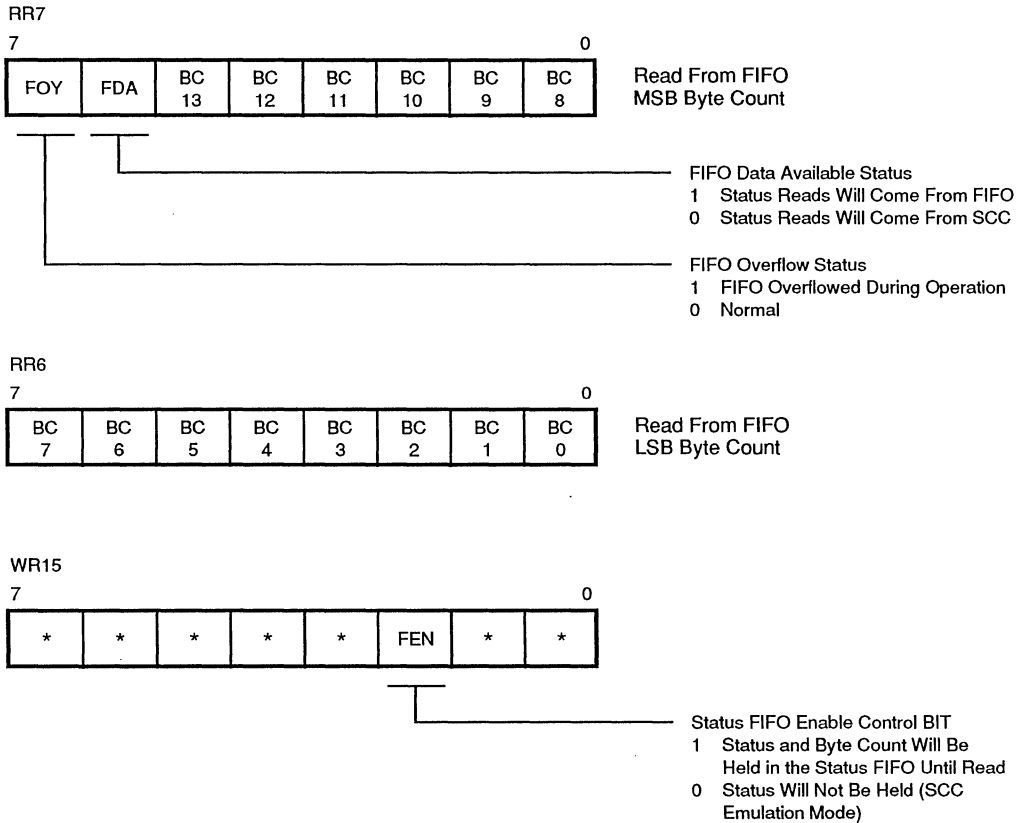 RR7
7 0
FOY FDA BC 13 BC 12 BC 11 BC 10 BC 9 BC 8
Read From FIFO
MSB Byte Count
FIFO Data Available Status
1 Status Reads Will Come From FIFO
0 Status Reads Will Come From SCC
FIFO Overflow Status
1 FIFO Overflowed During Operation
0 Normal
RR6
7 0
BC 7 BC 6 BC 5 BC 4 BC 3 BC 2 BC 1 BC 0
Read From FIFO
LSB Byte Count
WR15
7 0
* * * * * FEN * *
Status FIFO Enable Control BIT
1 Status and Byte Count Will Be
Held in the Status FIFO Until Read
0 Status Will Not Be Held (SCC
Emulation Mode)